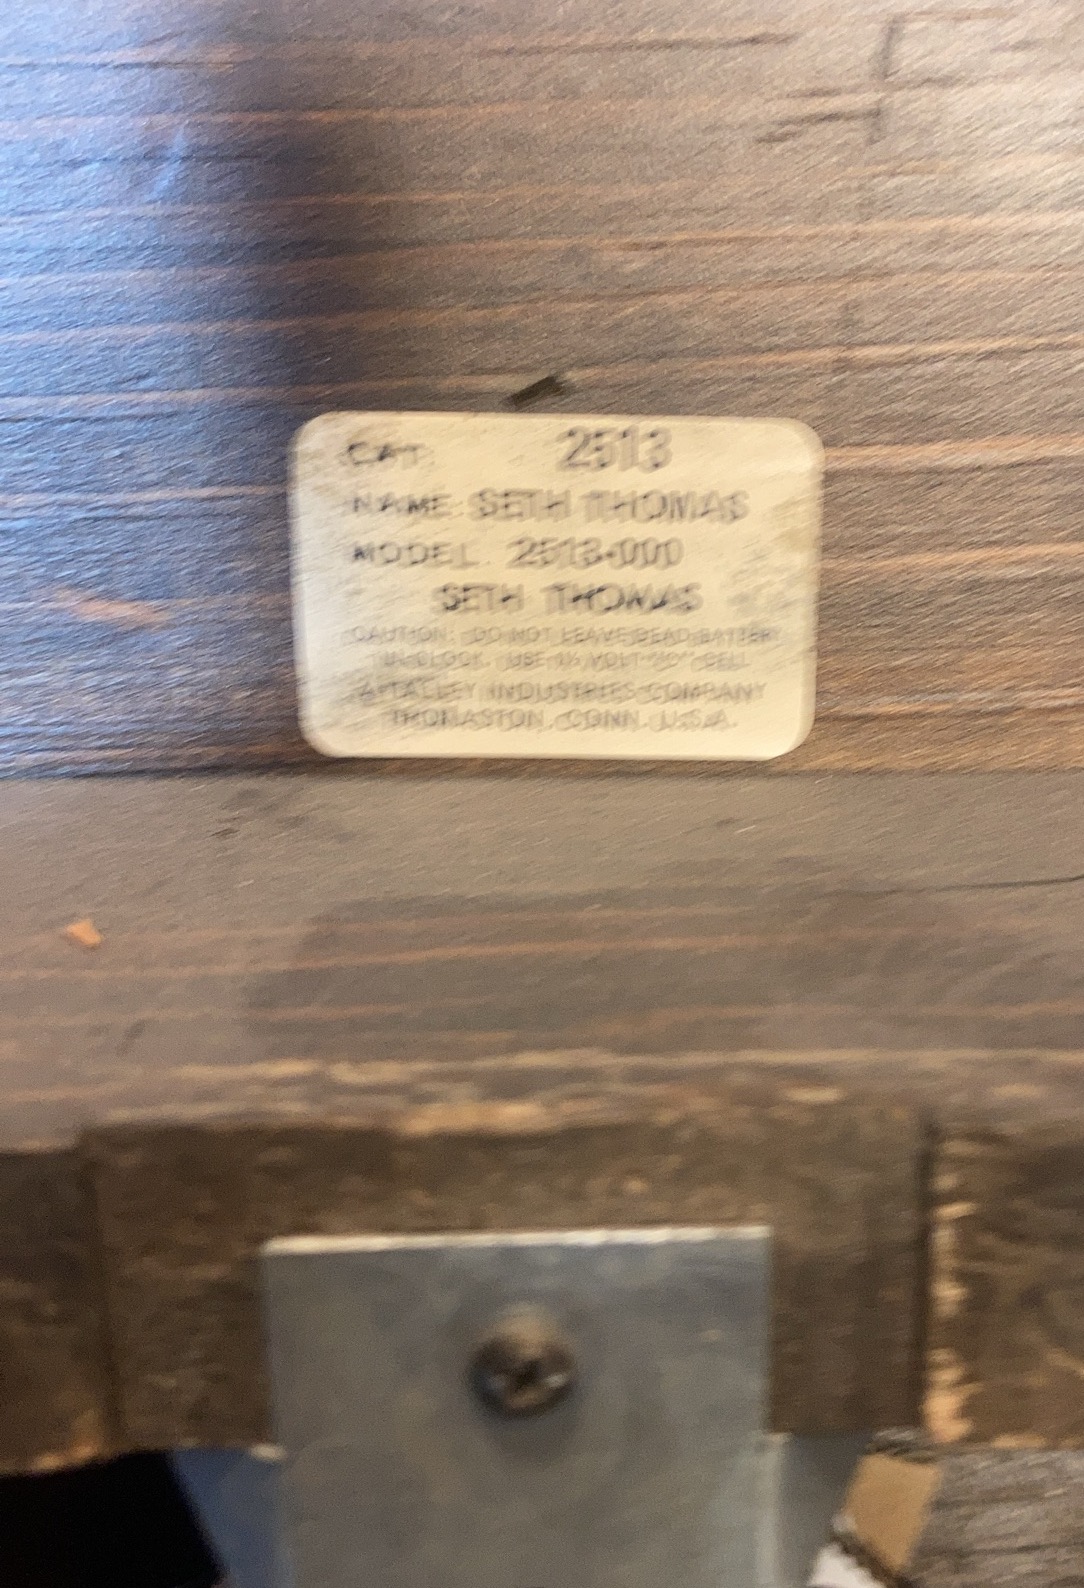 CAT. 2513
NAME SETH THOMAS
MODEL 2513-000
SETH THOMAS
CAUTION: DO NOT LEAVE DEAD BATTERY
IN CLOCK. USE 1½ VOLT "C" CELL
A TALLEY INDUSTRIES COMPANY
THOMASTON, CONN. U.S.A.